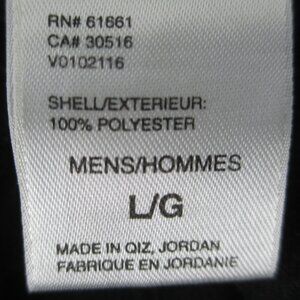 RN# 61661
CA# 30516
V0102116
SHELL/EXTERIEUR:
100% POLYESTER
MENS/HOMMES
L/G
MADE IN QIZ, JORDAN
FABRIQUE EN JORDANIE